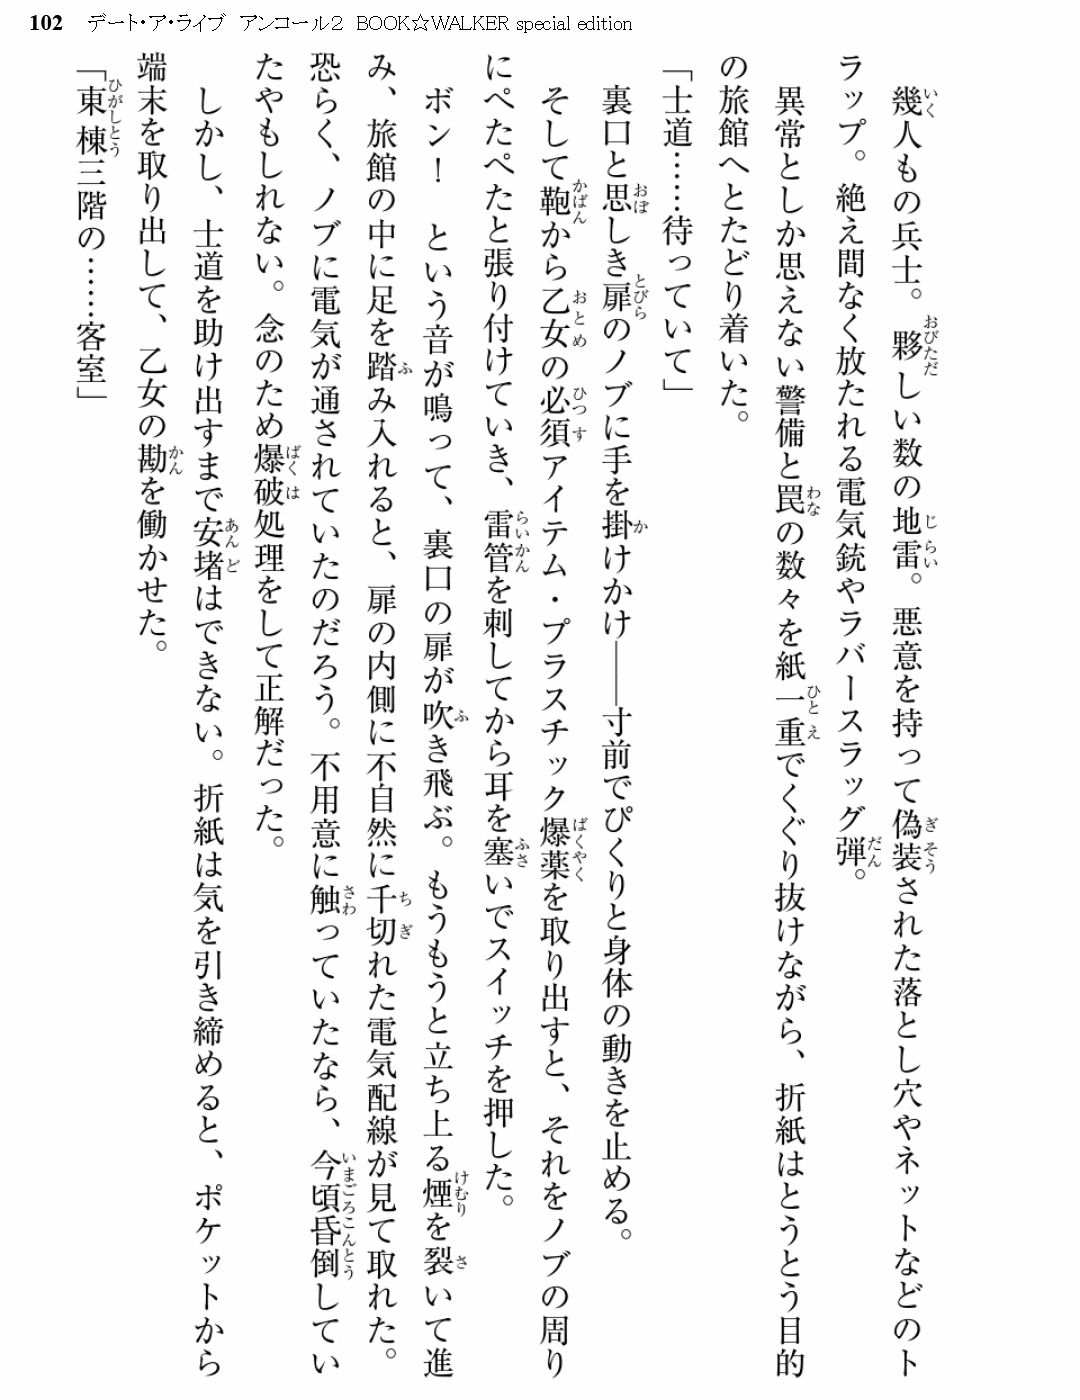 102 デート・ア・ライブ アンコール2 BOOK☆WALKER special edition
幾人もの兵士。夥しい数の地雷。悪意を持って偽装された落とし穴やネットなどのト
ラップ。絶え間なく放たれる電気銃やラバースラッグ弾。
異常としか思えない警備と罠の数々を紙一重でくぐり抜けながら、折紙はとうとう目的
の旅館へとたどり着いた。
「士道……待っていて」
裏口と思しき扉のノブに手を掛けかけ――寸前でぴくりと身体の動きを止める。
そして鞄から乙女の必須アイテム・プラスチック爆薬を取り出すと、それをノブの周り
にぺたぺたと張り付けていき、雷管を刺してから耳を塞いでスイッチを押した。
ボン！　という音が鳴って、裏口の扉が吹き飛ぶ。もうもうと立ち上る煙を裂いて進
み、旅館の中に足を踏み入れると、扉の内側に不自然に千切れた電気配線が見て取れた。
恐らく、ノブに電気が通されていたのだろう。不用意に触っていたなら、今頃昏倒してい
たやもしれない。念のため爆破処理をして正解だった。
しかし、士道を助け出すまで安堵はできない。折紙は気を引き締めると、ポケットから
端末を取り出して、乙女の勘を働かせた。
「東棟三階の……客室」